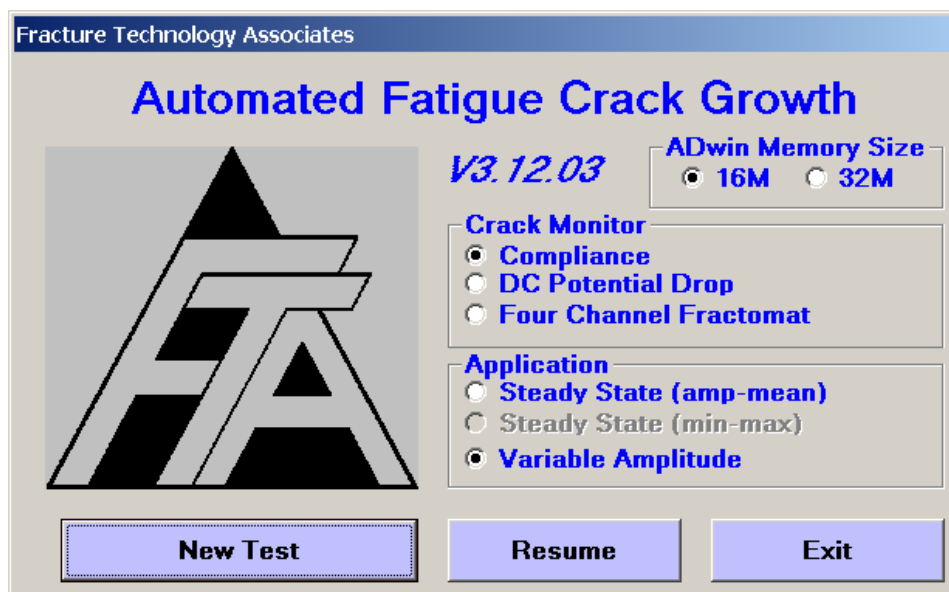 Fracture Technology Associates
Automated Fatigue Crack Growth
FTA
V3.12.03
ADwin Memory Size
16M 32M
Crack Monitor
Compliance
DC Potential Drop
Four Channel Fractomat
Application
Steady State (amp-mean)
Steady State (min-max)
Variable Amplitude
New Test Resume Exit